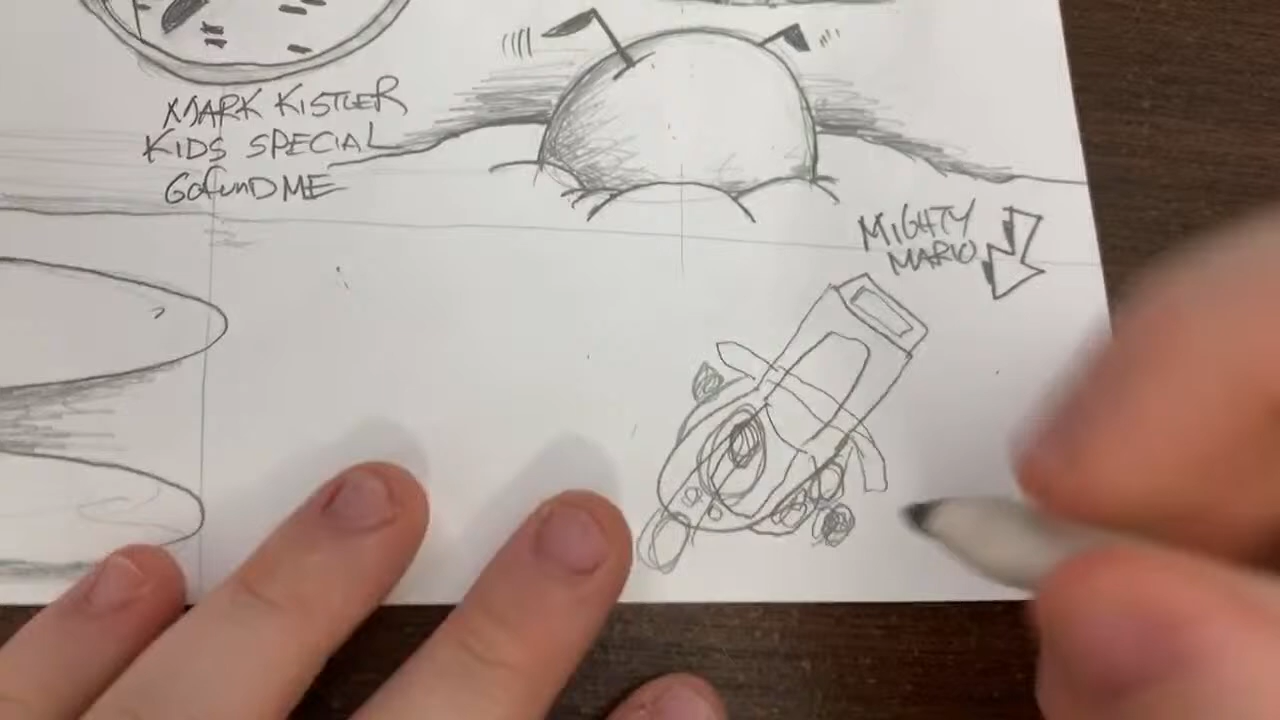 MARK KISTLER
KIDS SPECIAL
GofunDME
MIGHTY
MARIO